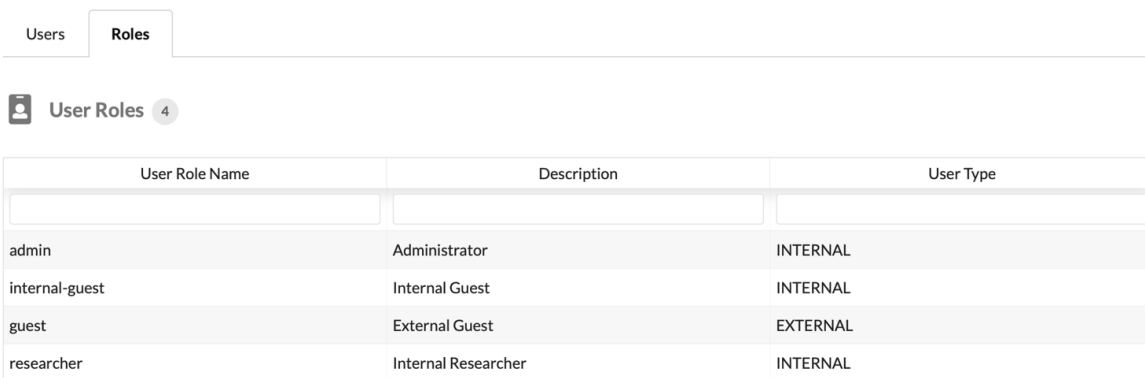 Users Roles
User Roles 4
User Role Name Description User Type
admin Administrator INTERNAL
internal-guest Internal Guest INTERNAL
guest External Guest EXTERNAL
researcher Internal Researcher INTERNAL